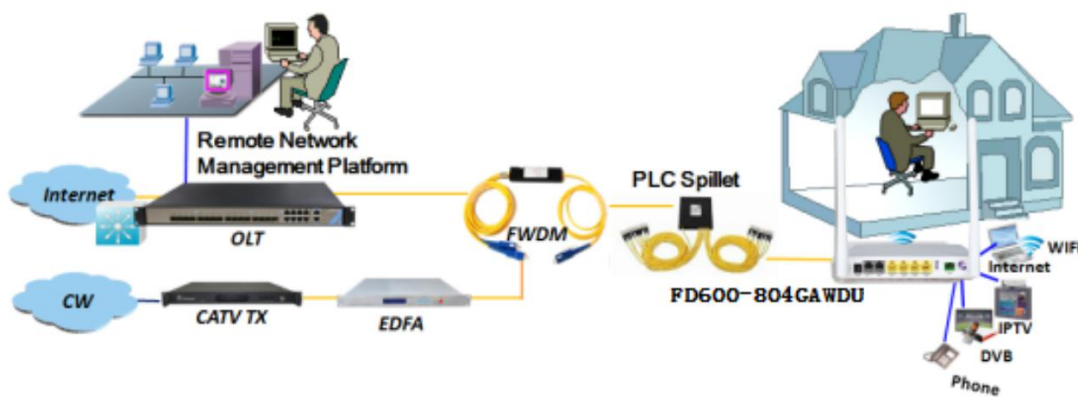 Remote Network
Management Platform
Internet
OLT
FWDM
PLC Spillet
CW
CATV TX
EDFA
FD600-804GAWDU
WIFI
Internet
IPTV
DVB
Phone